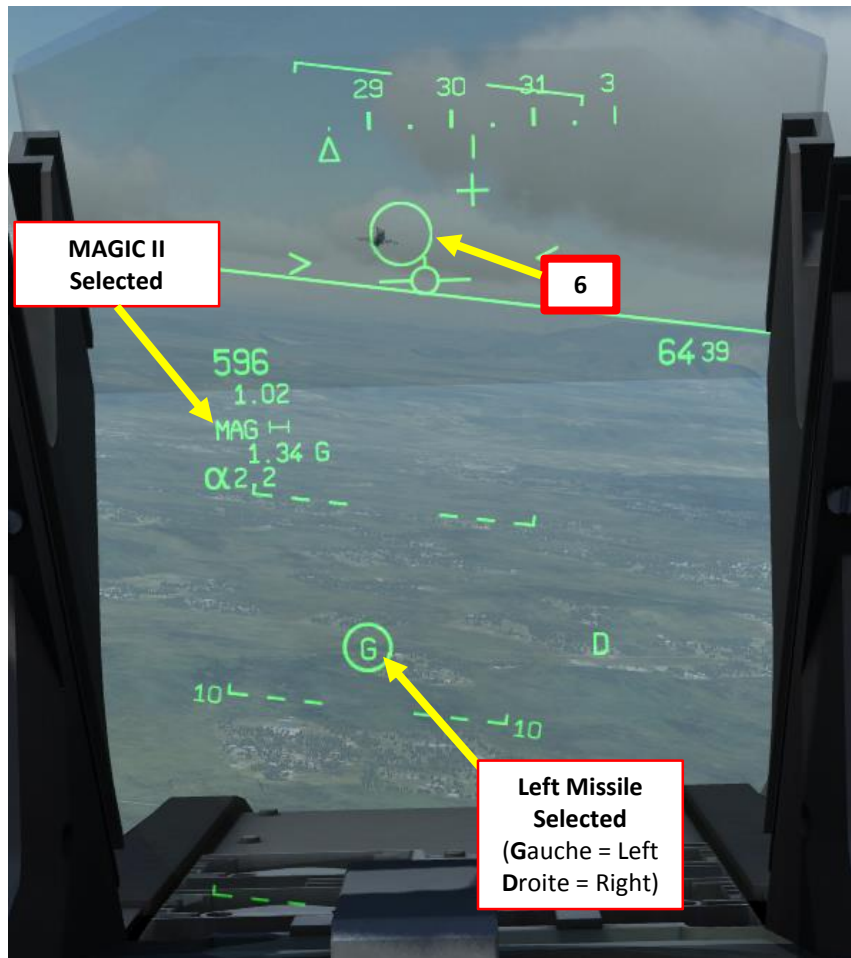 29 30 31 3
MAGIC II
Selected
6
596
64 39
1.02
MAG
1.34 G
α2.2
G
D
10
10
Left Missile
Selected
(Gauche = Left
Droite = Right)